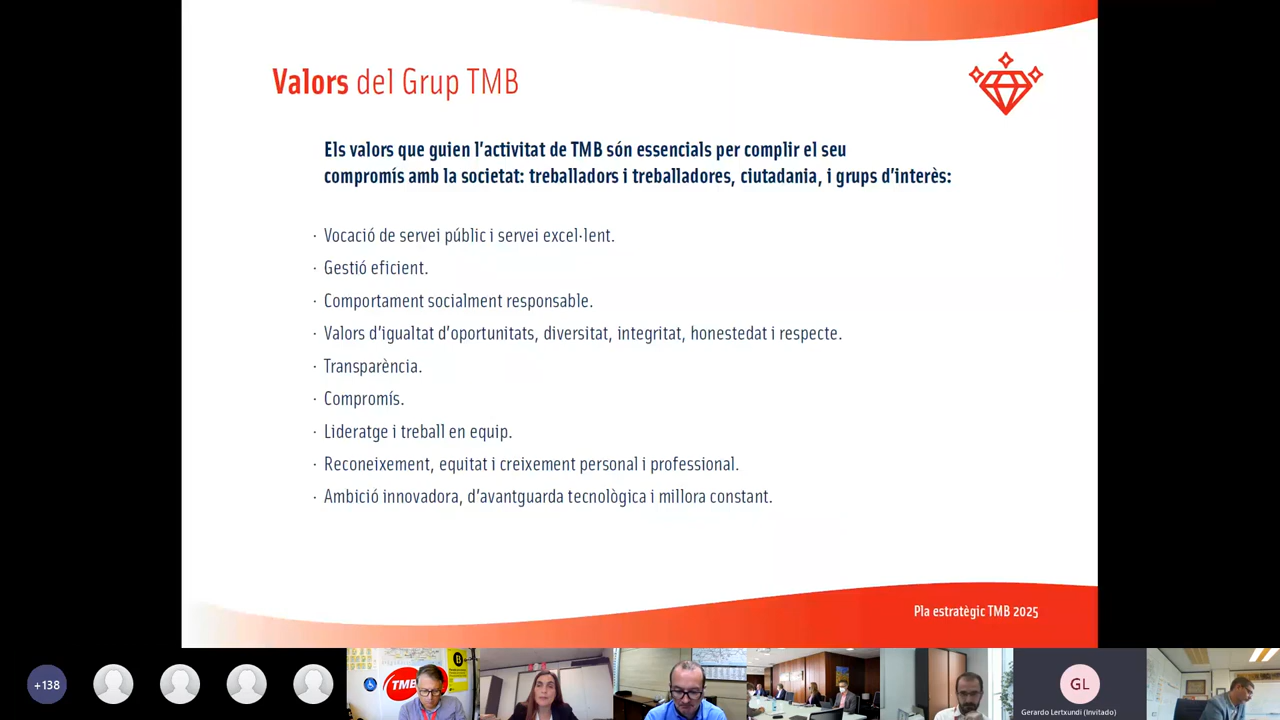 Valors del Grup TMB
Els valors que guien l'activitat de TMB són essencials per complir el seu
compromís amb la societat: treballadors i treballadores, ciutadania, i grups d'interès:
· Vocació de servei públic i servei excel·lent.
· Gestió eficient.
· Comportament socialment responsable.
· Valors d'igualtat d'oportunitats, diversitat, integritat, honestedat i respecte.
· Transparència.
· Compromís.
· Lideratge i treball en equip.
· Reconeixement, equitat i creixement personal i professional.
· Ambició innovadora, d'avantguarda tecnològica i millora constant.
Pla estratègic TMB 2025
+138
TMB
GL
Gerardo Lertxundi (Invitado)